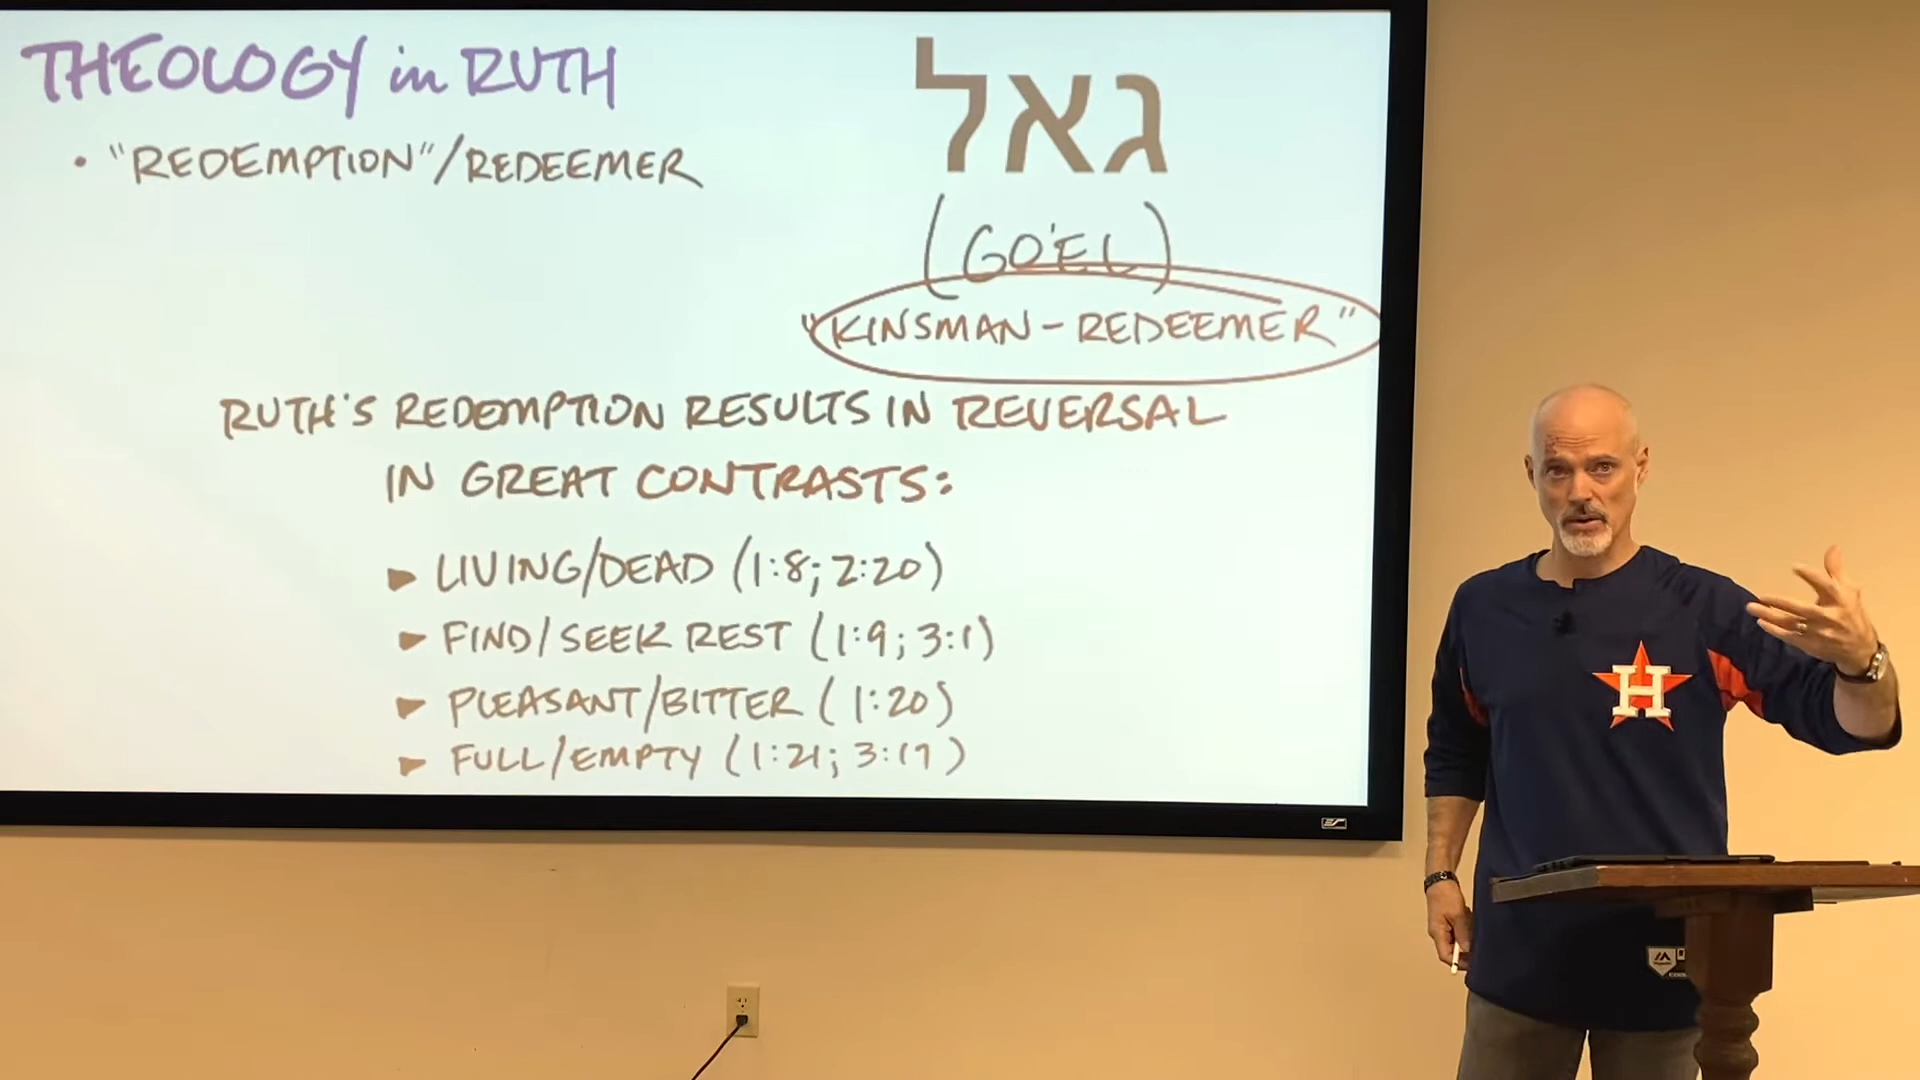 THEOLOGY in RUTH
• "REDEMPTION"/REDEEMER
גאל
(GO'EL)
"KINSMAN-REDEEMER"
RUTH'S REDEMPTION RESULTS IN REVERSAL
IN GREAT CONTRASTS:
► LIVING/DEAD (1:8; 2:20)
► FIND/SEEK REST (1:9; 3:1)
► PLEASANT/BITTER (1:20)
► FULL/EMPTY (1:21; 3:17)
H